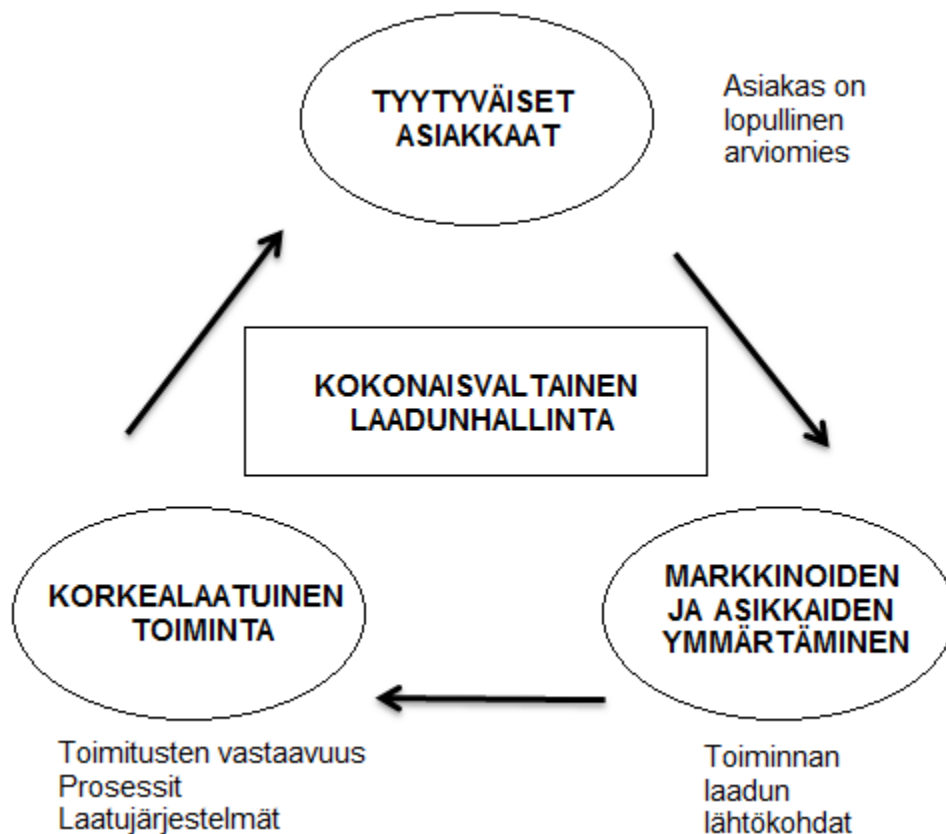 TYYTYVÄISET
ASIAKKAAT
Asiakas on
lopullinen
arviomies
KOKONAISVALTAINEN
LAADUNHALLINTA
KORKEALAATUINEN
TOIMINTA
MARKKINOIDEN
JA ASIKKAIDEN
YMMÄRTÄMINEN
Toimitusten vastaavuus
Prosessit
Laatujärjestelmät
Toiminnan
laadun
lähtökohdat